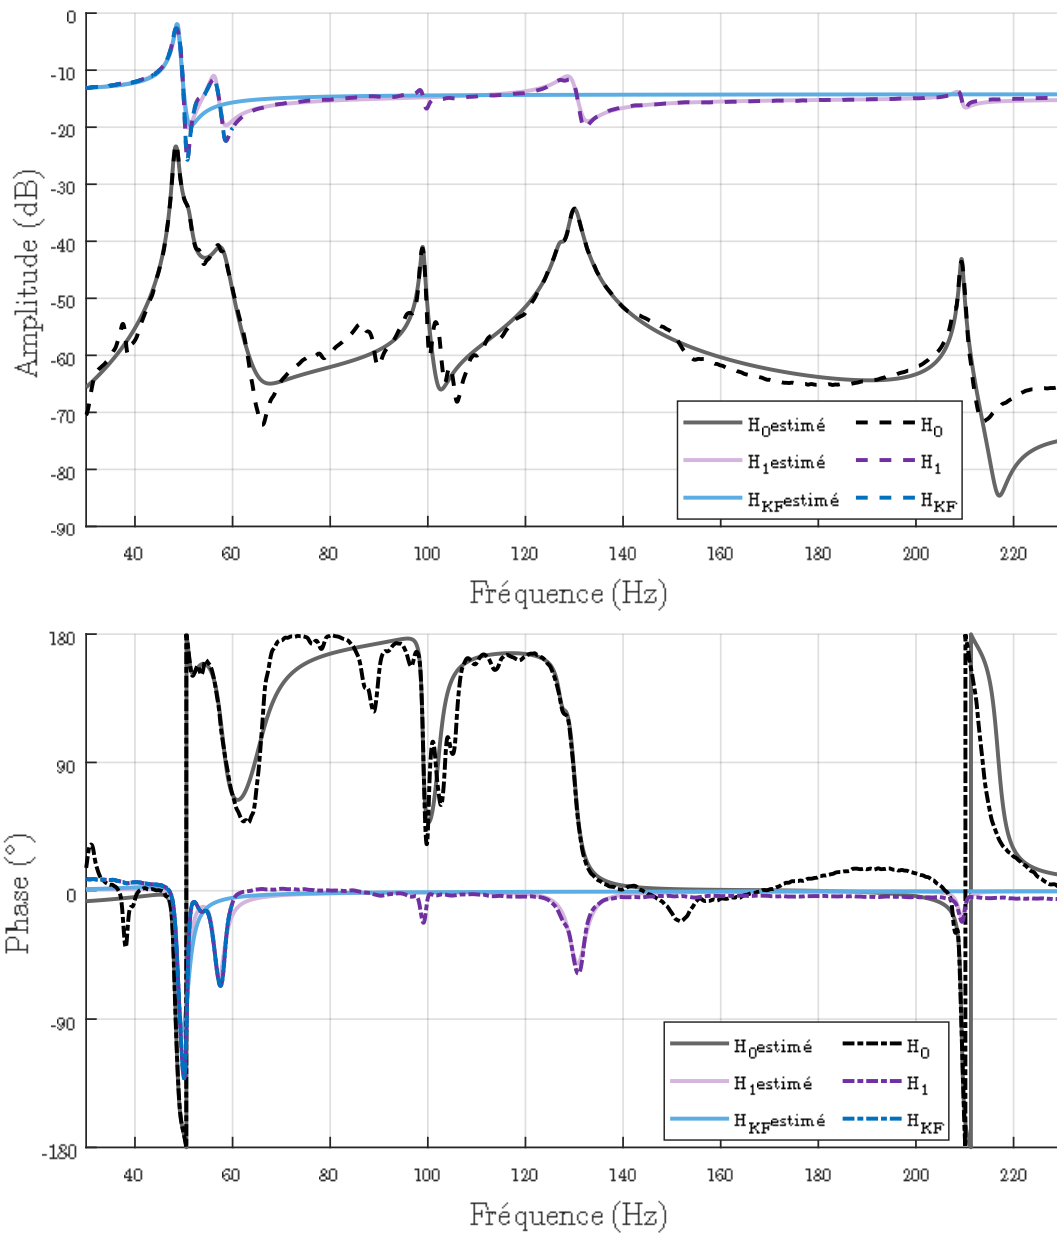 0
-10
-20
-30
-40
-50
-60
-70
-80
-90
Amplitude (dB)
H0estimé H0
H1estimé H1
HKFestimé HKF
40 60 80 100 120 140 160 180 200 220
Fréquence (Hz)
180
90
0
-90
-180
Phase (°)
H0estimé H0
H1estimé H1
HKFestimé HKF
40 60 80 100 120 140 160 180 200 220
Fréquence (Hz)